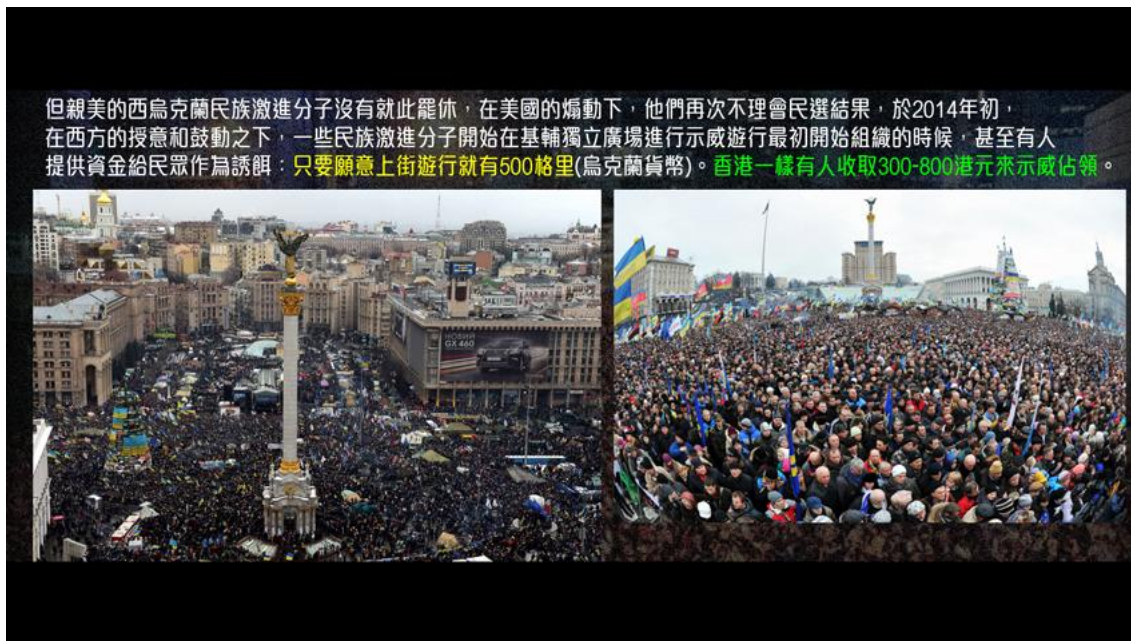 但親美的西烏克蘭民族激進分子沒有就此罷休，在美國的煽動下，他們再次不理會民選結果，於2014年初，
在西方的授意和鼓動之下，一些民族激進分子開始在基輔獨立廣場進行示威遊行最初開始組織的時候，甚至有人
提供資金給民眾作為誘餌：只要願意上街遊行就有500格里(烏克蘭貨幣)。香港一樣有人收取300-800港元來示威佔領。
НОВИЙ
GX 460